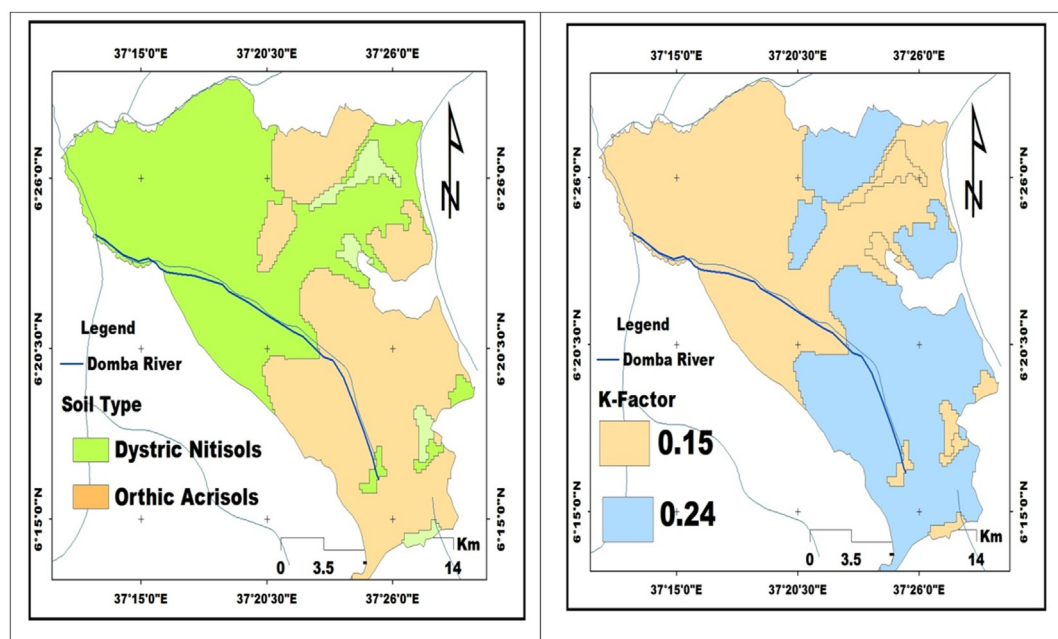 37°15'0"E 37°20'30"E 37°26'0"E
6°26'0"N 6°26'0"N
N
6°20'30"N 6°20'30"N
Legend
Domba River
Soil Type
Dystric Nitisols
Orthic Acrisols
6°15'0"N 6°15'0"N
Km
0 3.5 7 14
37°15'0"E 37°20'30"E 37°26'0"E
37°15'0"E 37°20'30"E 37°26'0"E
6°26'0"N 6°26'0"N
N
6°20'30"N 6°20'30"N
Legend
Domba River
K-Factor
0.15
0.24
6°15'0"N 6°15'0"N
Km
0 3.5 7 14
37°15'0"E 37°20'30"E 37°26'0"E